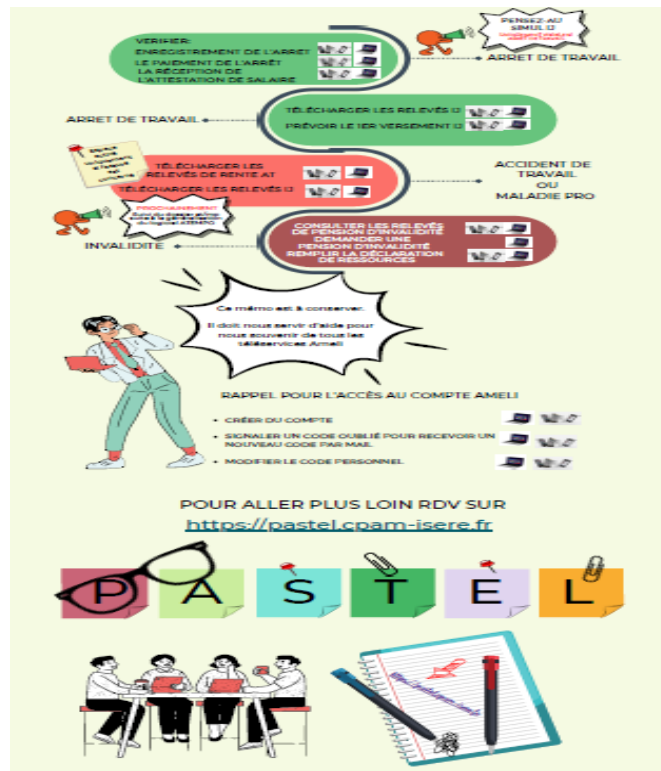 PENSEZ-AU
SIMUL IJ
ARRET DE TRAVAIL
VERIFIER:
ENREGISTREMENT DE L'ARRET
LE PAIEMENT DE L'ARRÊT
LA RÉCEPTION DE
L'ATTESTATION DE SALAIRE
ARRET DE TRAVAIL
TÉLÉCHARGER LES RELEVÉS IJ
PRÉVOIR LE 1ER VERSEMENT IJ
TÉLÉCHARGER LES
RELEVÉS DE RENTE AT
TÉLÉCHARGER LES RELEVÉS IJ
ACCIDENT DE
TRAVAIL
OU
MALADIE PRO
PROCHAINEMENT
INVALIDITE
CONSULTER LES RELEVÉS
DE PENSION D'INVALIDITÉ
DEMANDER UNE
PENSION D'INVALIDITÉ
REMPLIR LA DÉCLARATION
DE RESSOURCES
Ce mémo est à conserver.
Il doit nous servir d'aide pour
nous souvenir de tous les
téléservices Ameli
RAPPEL POUR L'ACCÈS AU COMPTE AMELI
• CRÉER DU COMPTE
• SIGNALER UN CODE OUBLIÉ POUR RECEVOIR UN
NOUVEAU CODE PAR MAIL
• MODIFIER LE CODE PERSONNEL
POUR ALLER PLUS LOIN RDV SUR
https://pastel.cpam-isere.fr
PASTEL